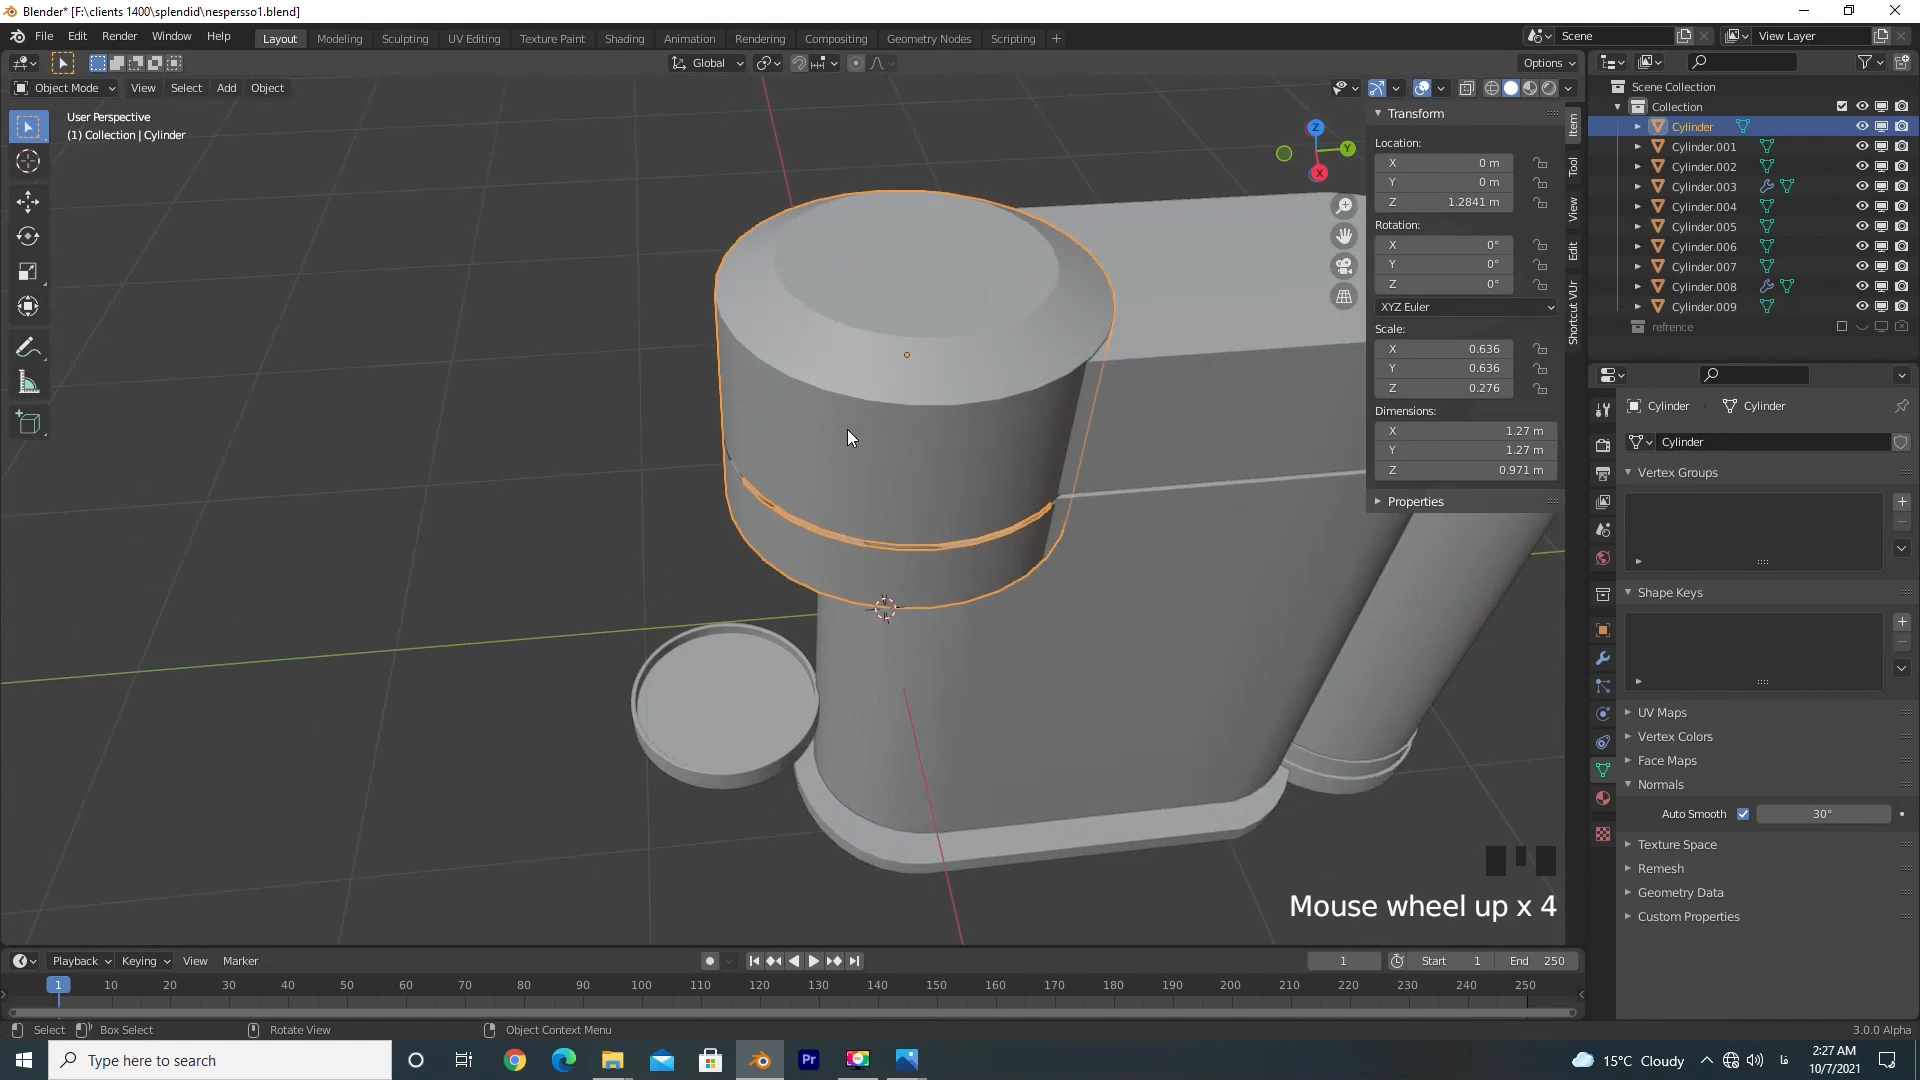 Blender* [F:\clients 1400\splendid\nespersso1.blend]
File Edit Render Window Help
Layout Modeling Sculpting UV Editing Texture Paint Shading Animation Rendering Compositing Geometry Nodes Scripting +
Scene
View Layer
Global
Options
Object Mode View Select Add Object
User Perspective
(1) Collection | Cylinder
Z
Y
X
Transform
Location:
X 0 m
Y 0 m
Z 1.2841 m
Rotation:
X 0°
Y 0°
Z 0°
XYZ Euler
Scale:
X 0.636
Y 0.636
Z 0.276
Dimensions:
X 1.27 m
Y 1.27 m
Z 0.971 m
Properties
Item
Tool
View
Edit
Shortcut VUr
Scene Collection
Collection
Cylinder
Cylinder.001
Cylinder.002
Cylinder.003
Cylinder.004
Cylinder.005
Cylinder.006
Cylinder.007
Cylinder.008
Cylinder.009
refrence
Cylinder Cylinder
Cylinder
Vertex Groups
Shape Keys
UV Maps
Vertex Colors
Face Maps
Normals
Auto Smooth 30°
Texture Space
Remesh
Geometry Data
Custom Properties
Mouse wheel up x 4
Playback Keying View Marker
1 Start 1 End 250
1 10 20 30 40 50 60 70 80 90 100 110 120 130 140 150 160 170 180 190 200 210 220 230 240 250
Select Box Select Rotate View Object Context Menu 3.0.0 Alpha
Type here to search
Pr
15°C Cloudy
فا
2:27 AM
10/7/2021